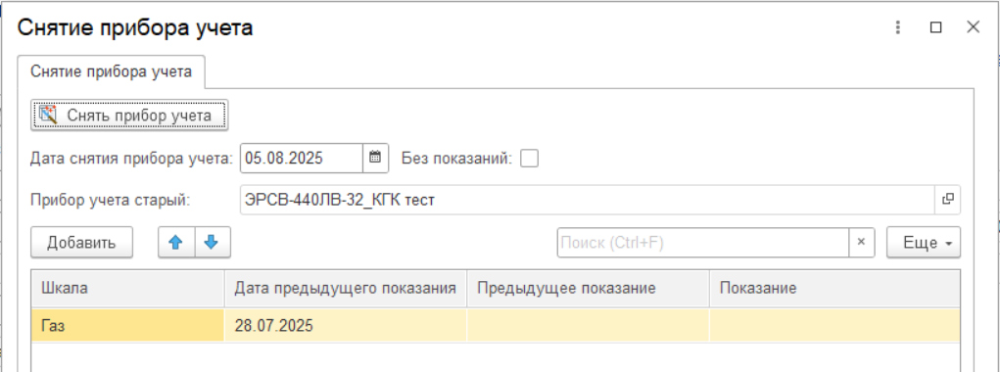 Снятие прибора учета
Снятие прибора учета
Снять прибор учета
Дата снятия прибора учета: 05.08.2025 Без показаний:
Прибор учета старый: ЭРСВ-440ЛВ-32_КГК тест
Добавить Поиск (Ctrl+F) × Еще
Шкала Дата предыдущего показания Предыдущее показание Показание
Газ 28.07.2025